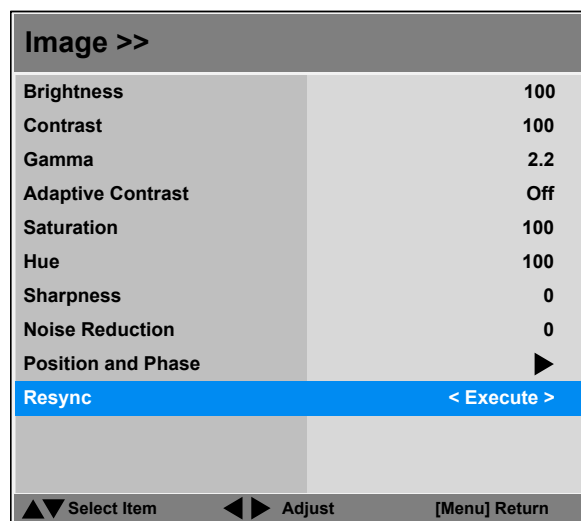 Image >>
Brightness 100
Contrast 100
Gamma 2.2
Adaptive Contrast Off
Saturation 100
Hue 100
Sharpness 0
Noise Reduction 0
Position and Phase
Resync < Execute >
Select Item Adjust [Menu] Return